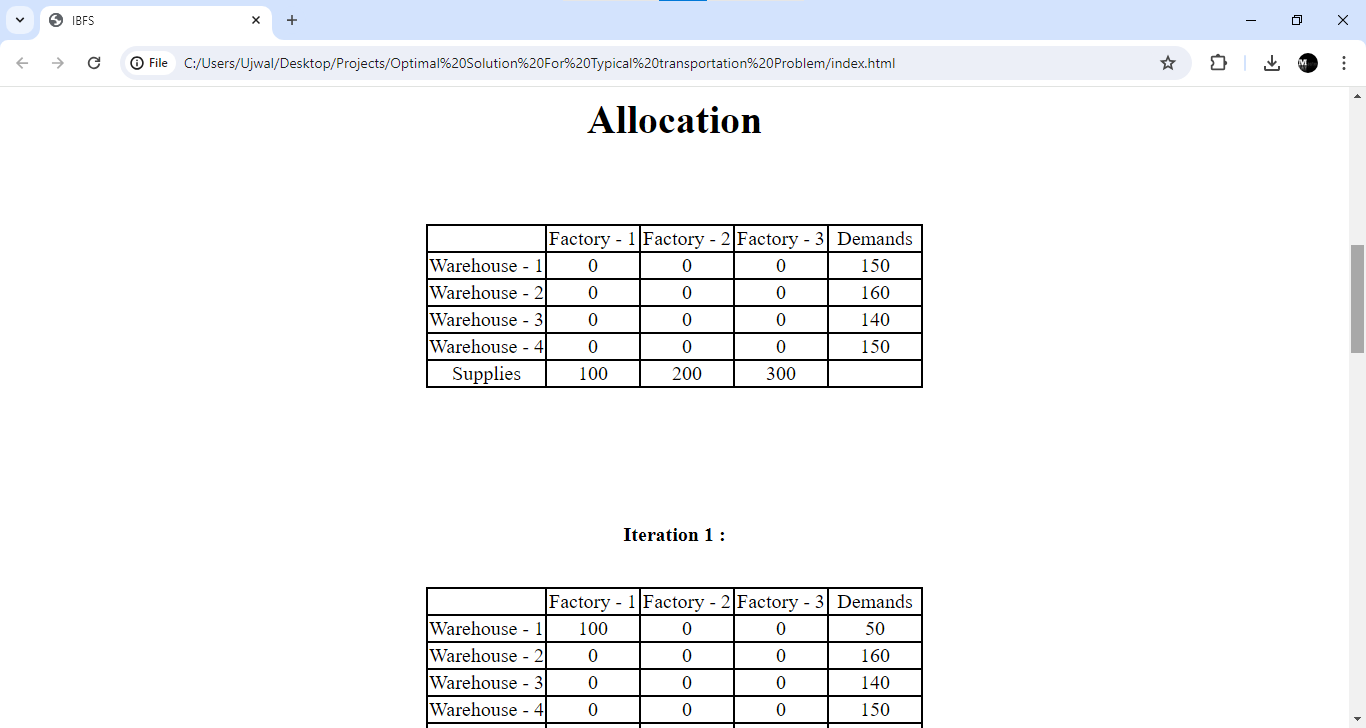 IBFS
File C:/Users/Ujwal/Desktop/Projects/Optimal%20Solution%20For%20Typical%20transportation%20Problem/index.html
Allocation
Factory - 1 Factory - 2 Factory - 3 Demands
Warehouse - 1 0 0 0 150
Warehouse - 2 0 0 0 160
Warehouse - 3 0 0 0 140
Warehouse - 4 0 0 0 150
Supplies 100 200 300
Iteration 1 :
Factory - 1 Factory - 2 Factory - 3 Demands
Warehouse - 1 100 0 0 50
Warehouse - 2 0 0 0 160
Warehouse - 3 0 0 0 140
Warehouse - 4 0 0 0 150